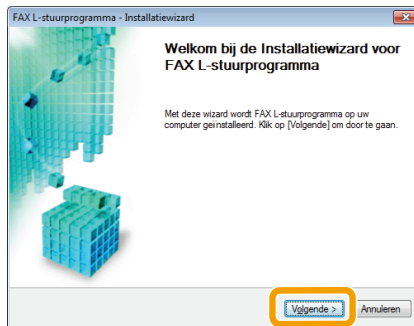 FAX L-stuurprogramma - Installatiewizard
Welkom bij de Installatiewizard voor
FAX L-stuurprogramma
Met deze wizard wordt FAX L-stuurprogramma op uw
computer geïnstalleerd. Klik op [Volgende] om door te gaan.
Volgende >
Annuleren